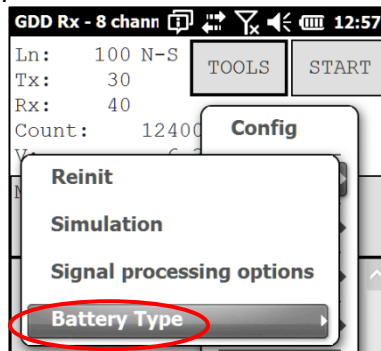 GDD Rx - 8 chann 12:57
Ln: 100 N-S
TOOLS START
Tx: 30
Rx: 40
Count: 12400
Config
Reinit
Simulation
Signal processing options
Battery Type